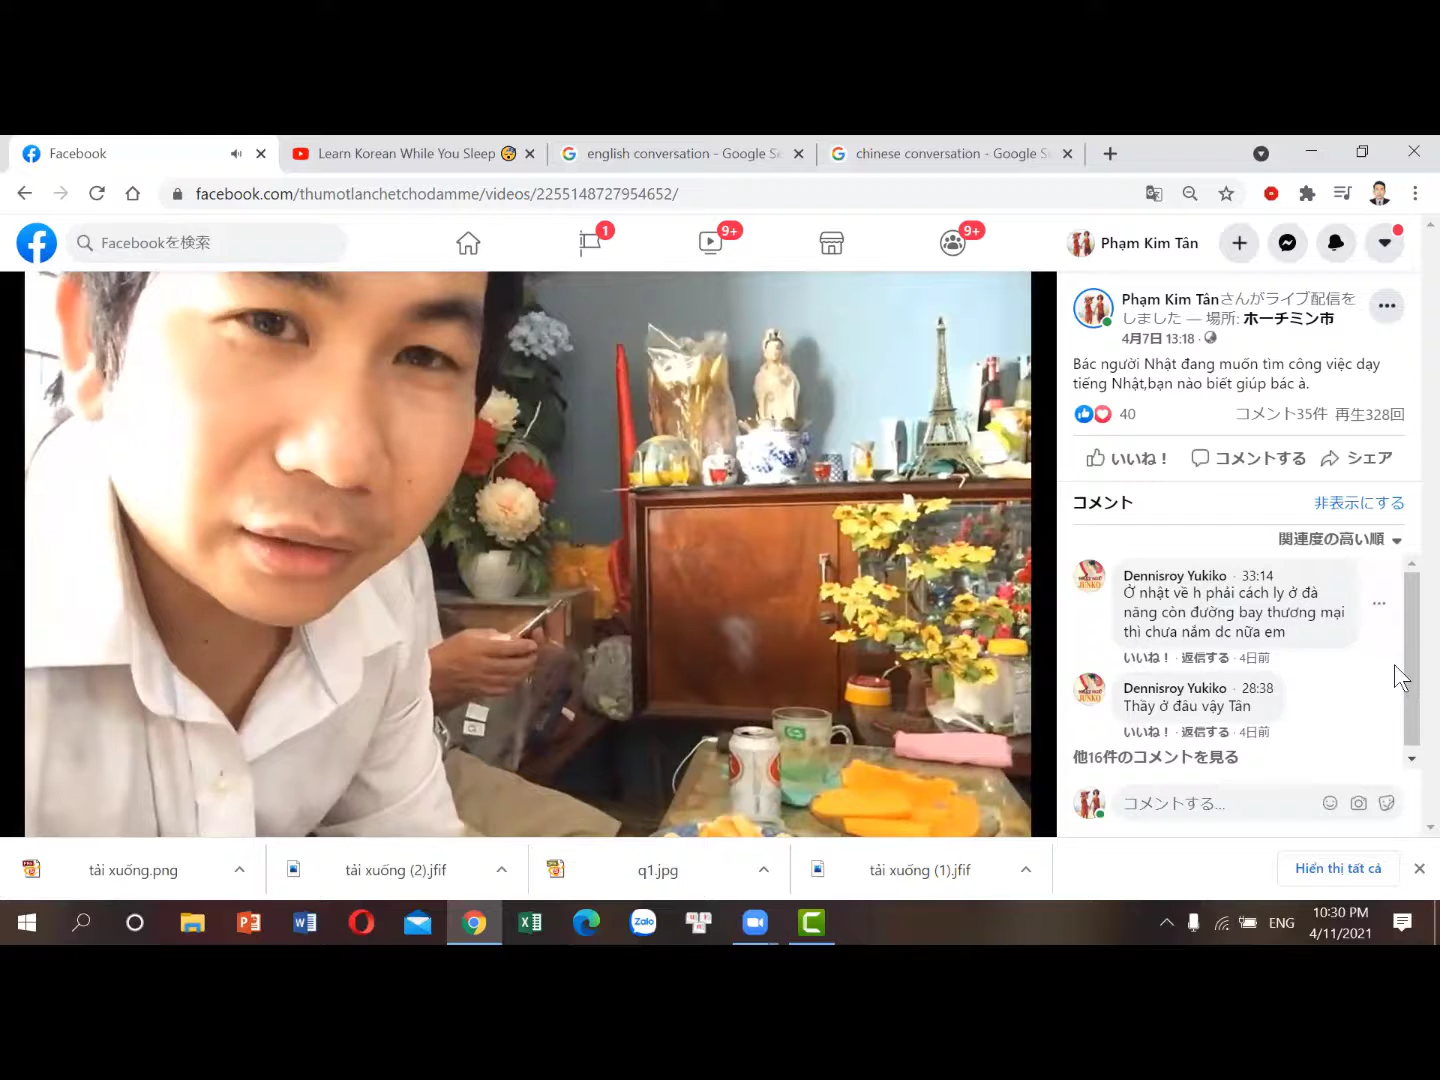 Facebook
Learn Korean While You Sleep 😴
english conversation - Google Se
chinese conversation - Google Se
facebook.com/thumotlanchetchodamme/videos/2255148727954652/
Facebookを検索
1
9+
9+
Phạm Kim Tân
Phạm Kim Tânさんがライブ配信を
しました — 場所: ホーチミン市
4月7日 13:18 ·
Bác người Nhật đang muốn tìm công việc dạy
tiếng Nhật,bạn nào biết giúp bác à.
40
コメント35件 再生328回
いいね！ コメントする シェア
コメント
非表示にする
関連度の高い順
Dennisroy Yukiko · 33:14
Ở nhật về h phải cách ly ở đà
năng còn đường bay thương mại
thì chưa nắm dc nữa em
いいね！ · 返信する · 4日前
Dennisroy Yukiko · 28:38
Thầy ở đâu vậy Tân
いいね！ · 返信する · 4日前
他16件のコメントを見る
コメントする...
tải xuống.png
tải xuống (2).jfif
q1.jpg
tải xuống (1).jfif
Hiển thị tất cả
Zalo
ENG
10:30 PM
4/11/2021